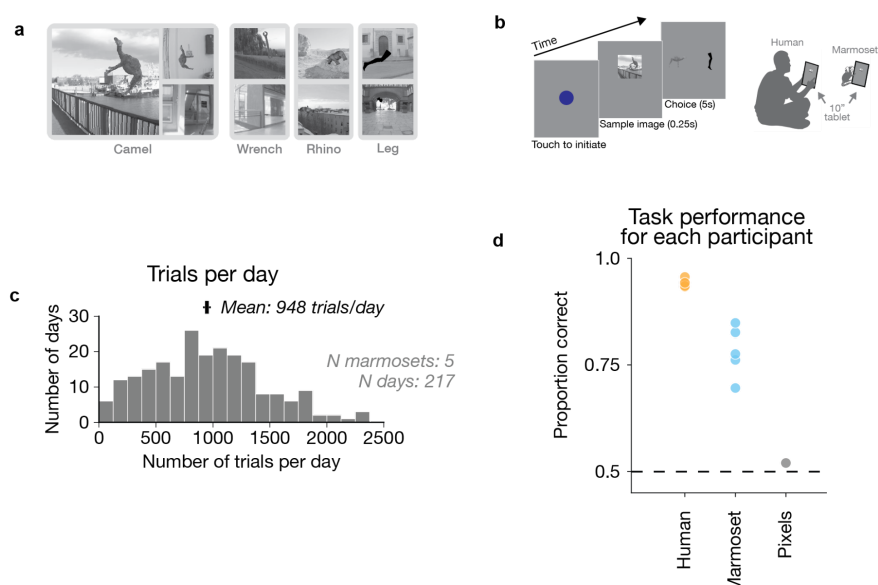 a
Camel
Wrench
Rhino
Leg
b
Time
Touch to initiate
Sample image (0.25s)
Choice (5s)
Human
Marmoset
10"
tablet
c
Trials per day
Mean: 948 trials/day
N marmosets: 5
N days: 217
Number of days
30
20
10
0
0 500 1000 1500 2000 2500
Number of trials per day
d
Task performance
for each participant
Proportion correct
1.0
0.75
0.5
Human
Marmoset
Pixels